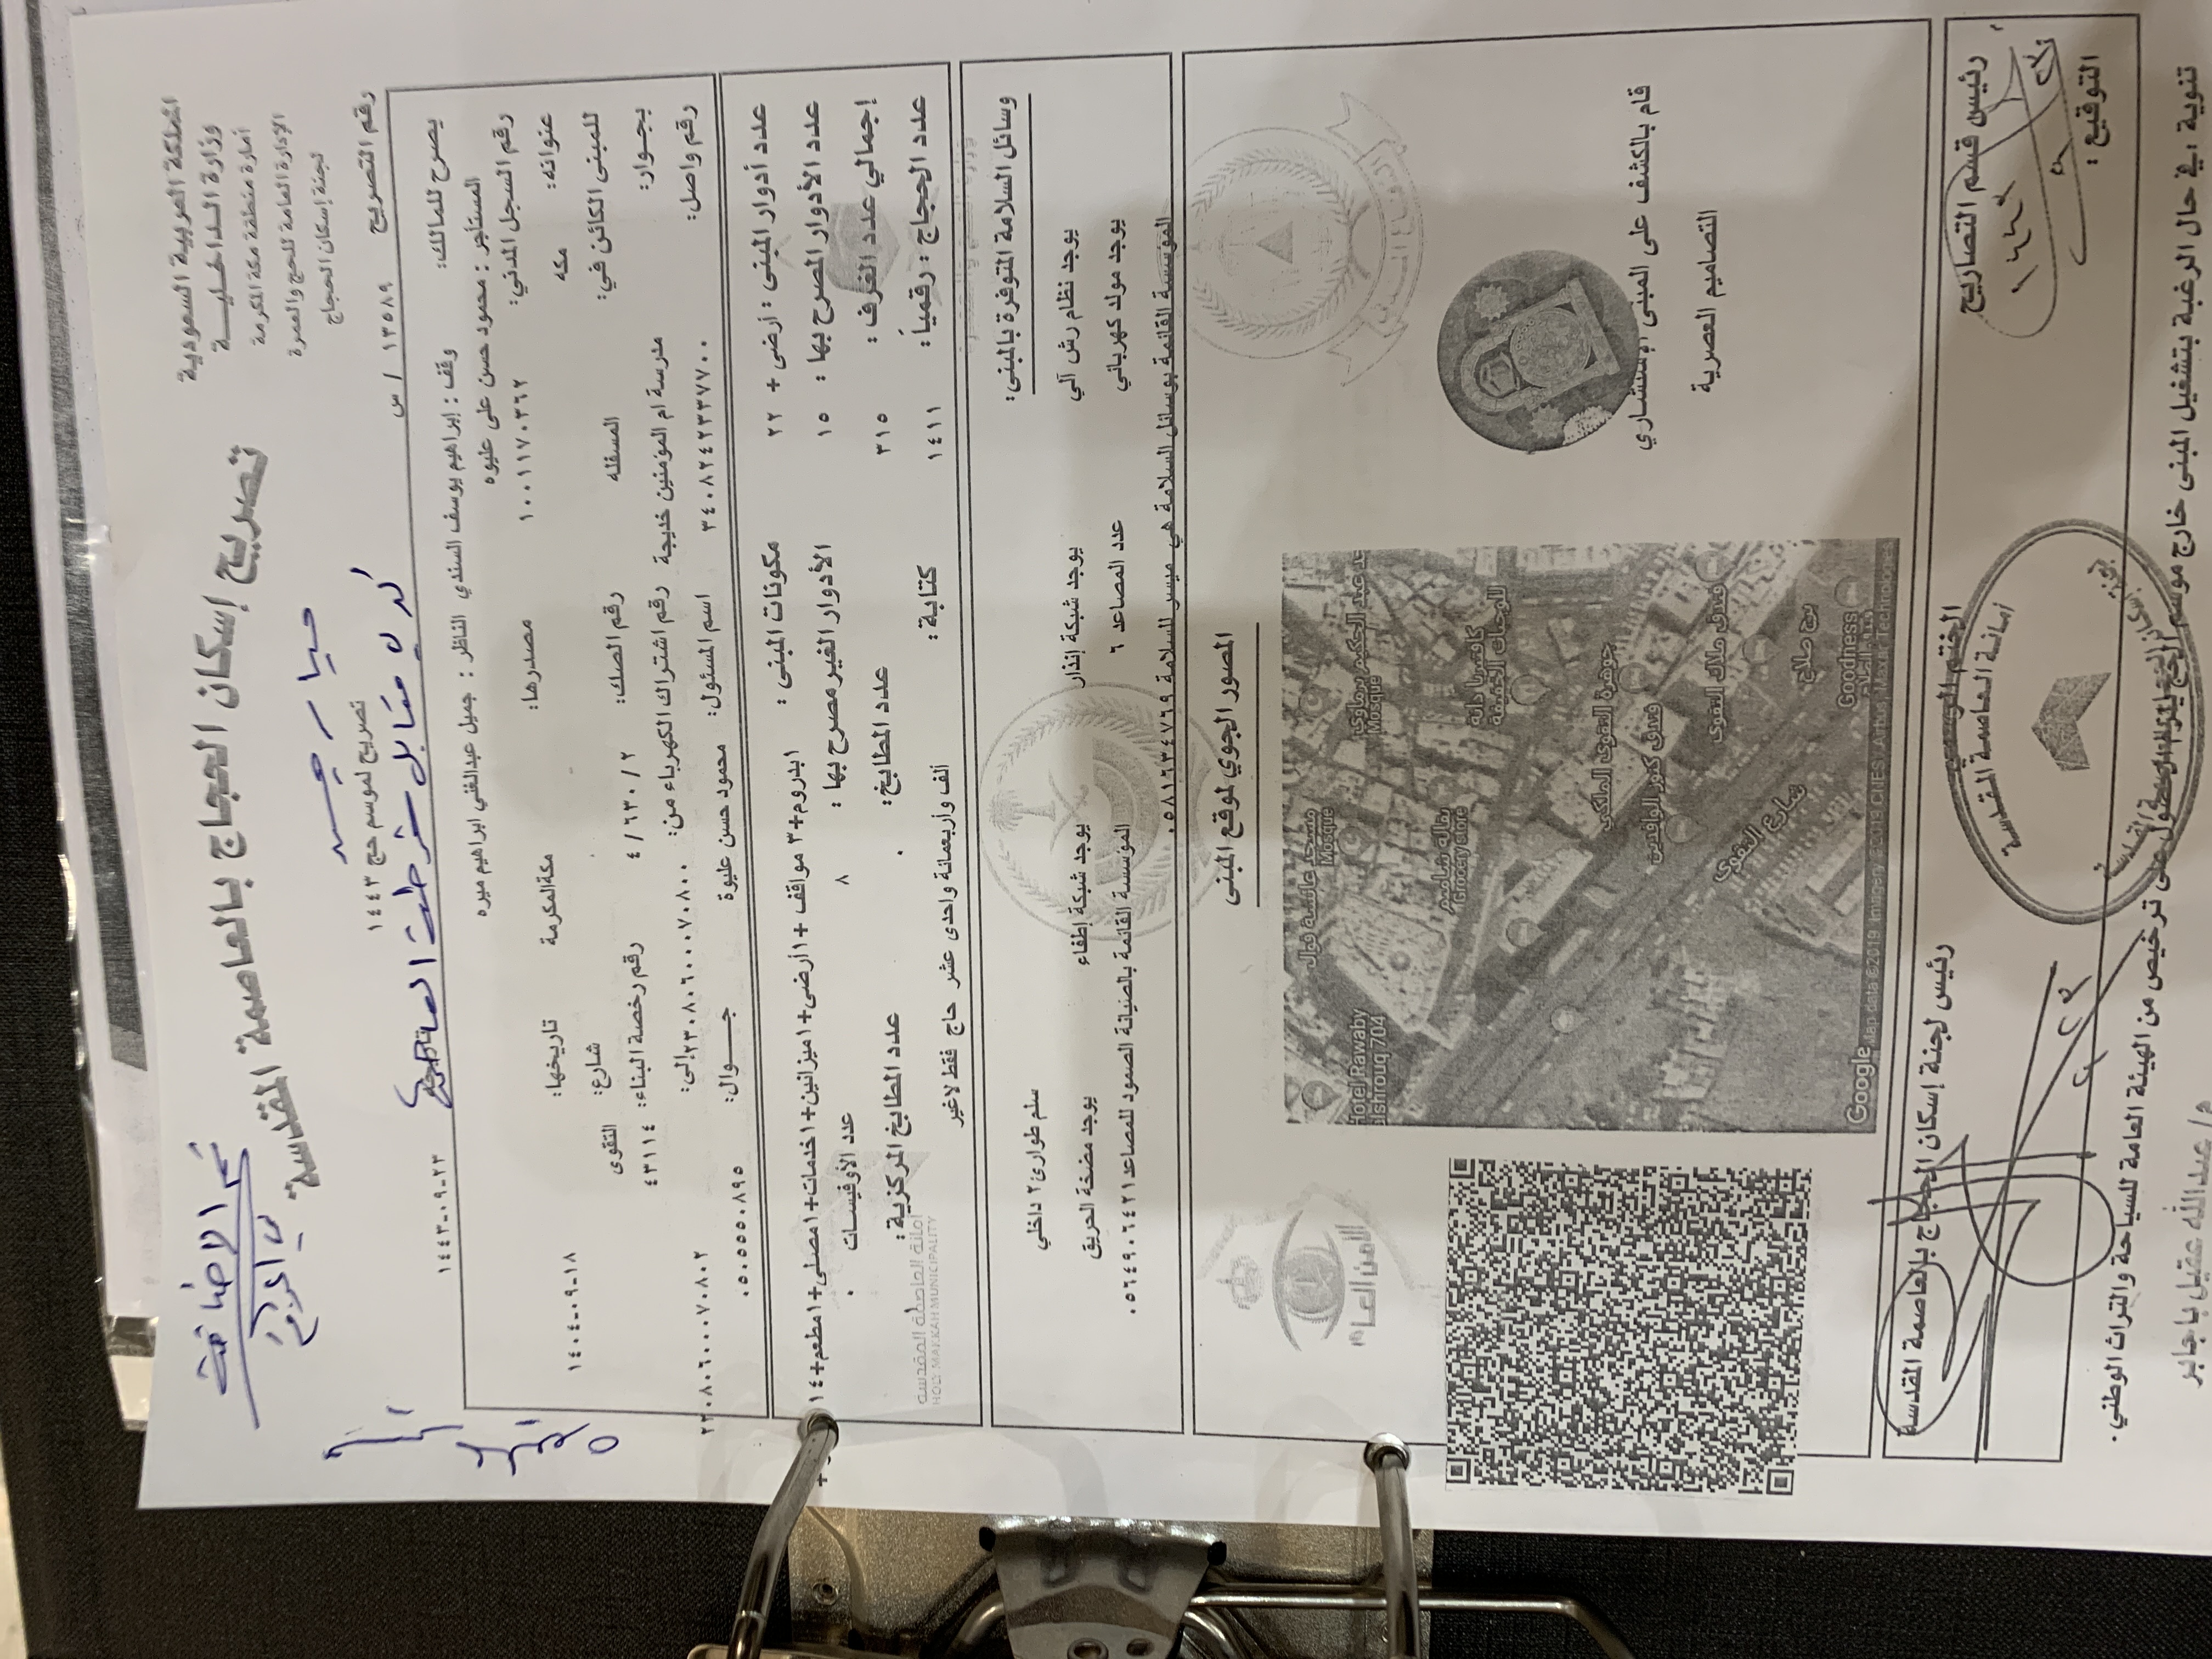 المملكة العربية السعودية
وزارة الداخلية
أمارة منطقة مكة المكرمة
الإدارة العامة للحج والعمرة
لجنة إسكان الحجاج
تصريح إسكان الحجاج بالعاصمة المقدسة
تم الإضافة
تصريح لموسم حج ١٤٤٣
رقم التصريح ١٣٥٨٩ / س
كدي مقابل شرطة العاصمة
١٤٤٣-٠٩-٢٣
يصرح للمالك: وقف : إبراهيم يوسف السندي الناظر : جميل عبدالغني ابراهيم ميره
المستأجر : محمود حسن على عليوه
رقم السجل المدني: ١٠٠١١٧٠٣٦٢ مصدرها: مكةالمكرمة تاريخها: ١٤٠٤-٠٩-١٨
عنوانه: مكه
للمبنى الكائن في: المسفله رقم الصك: ٤ / ٦٣٠ / ٢ شارع: التقوى
بجــوار: مدرسة ام المؤمنين خديجة رقم رخصة البناء: ٤٣١١٤
رقم اشتراك الكهرباء من: ٢٣٠٨٠٦٠٠٠٧٠٨٠٠ إلى: ٢٣٠٨٠٦٠٠٠٧٠٨٠٢
رقم واصل: ٣٤٠٨٢٤٢٣٣٧٧٠٠ اسم المسئول: محمود حسن عليوة جــــوال: ٠٥٠٥٥٥٠٨٩٥
عدد أدوار المبنى : أرضى + ٢٢ مكونات المبنى : ١بدروم+٣ مواقف +١أرضى+١ميزانين+١خدمات+١مصلى+١مطعم+١٤
عدد الأدوار المصرح بها : ١٥ الأدوار الغير مصرح بها : ٨ عدد الأوفيسات ٠
إجمالي عدد الغرف : ٣١٥ عدد المطابخ: ٠ عدد المطابخ المركزية: ١
عدد الحجاج : رقمياً: ١٤١١ كتابة: ألف وأربعمائة واحدى عشر حاج فقط لاغير
امانة العاصمة المقدسة
HOLY MAKKAH MUNICIPALITY
وزارة الحج والعمرة
وسائل السلامة المتوفرة بالمبنى:
سلم طوارئ٢ داخلي
يوجد نظام رش آلي يوجد شبكة إنذار يوجد شبكة إطفاء يوجد مضخة الحريق
يوجد مولد كهربائي عدد المصاعد ٦ المؤسسة القائمة بالصيانة الصمود للمصاعد٠٥٦٤٩٠٦٤٢١
المؤسسة القائمة بوسائل السلامة هي ميسر للسلامة ٠٥٨١٦٣٤٧٦٩
المصور الجوي لموقع المبنى
الأمن العام
الدفاع المدني
مسجد عائشة فول
Mosque
Hotel Rawaby
alshrouq 704
عبد الحكيم برماوي
Mosque
بقالة شاميم
Grocery store
كافتيريا دانة
للوجبات الخفيفة
جوهرة التقوى الملكي
فندق كنوز الوافدين
فندق ملاك التقوى
شارع التقوى
برج صلاح
Goodness
Google
Map data ©2019 Imagery ©2019 CNES / Airbus, Maxar Technologies
قام بالكشف على المبنى الإستشاري
التصاميم العصرية
رئيس قسم التصاريح
الختم الرسمي
رئيس لجنة إسكان الحجاج بالعاصمة المقدسة
أمانة العاصمة المقدسة
لجنة إسكان الحجاج بالعاصمة المقدسة
١٤٤٣
٩
٢٣
التوقيع :
تنوية : في حال الرغبة بتشغيل المبنى خارج موسم الحج يلزم الحصول على ترخيص من الهيئة العامة للسياحة والتراث الوطني .
م/ عبدالله عقيل باجابر